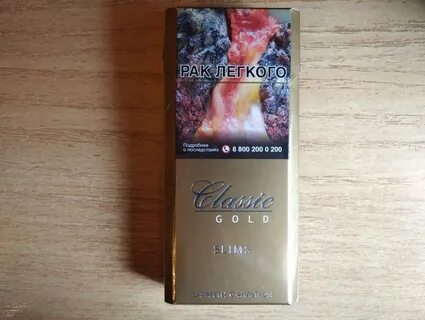 РАК ЛЕГКОГО
Подробнее
о последствиях
8 800 200 0 200
Classic
GOLD
SLIMS